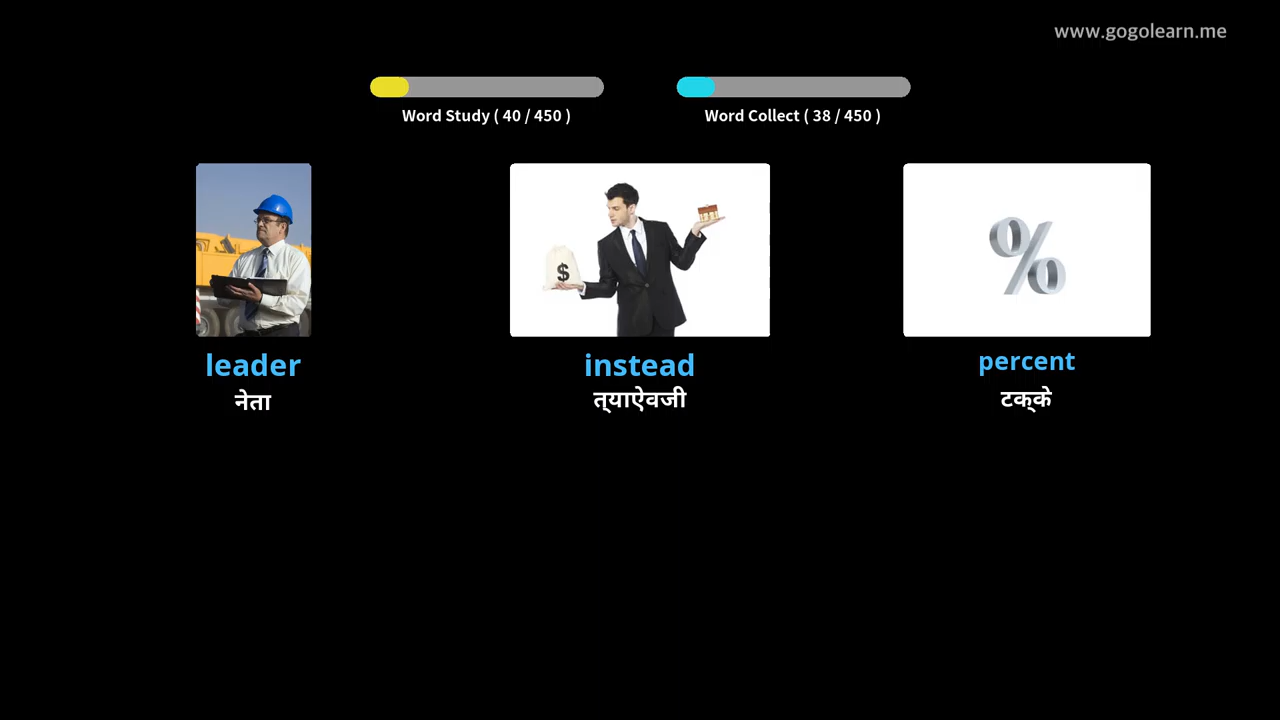 www.gogolearn.me
Word Study ( 40 / 450 )
Word Collect ( 38 / 450 )
$
%
leader
instead
percent
नेता
त्याऐवजी
टक्के